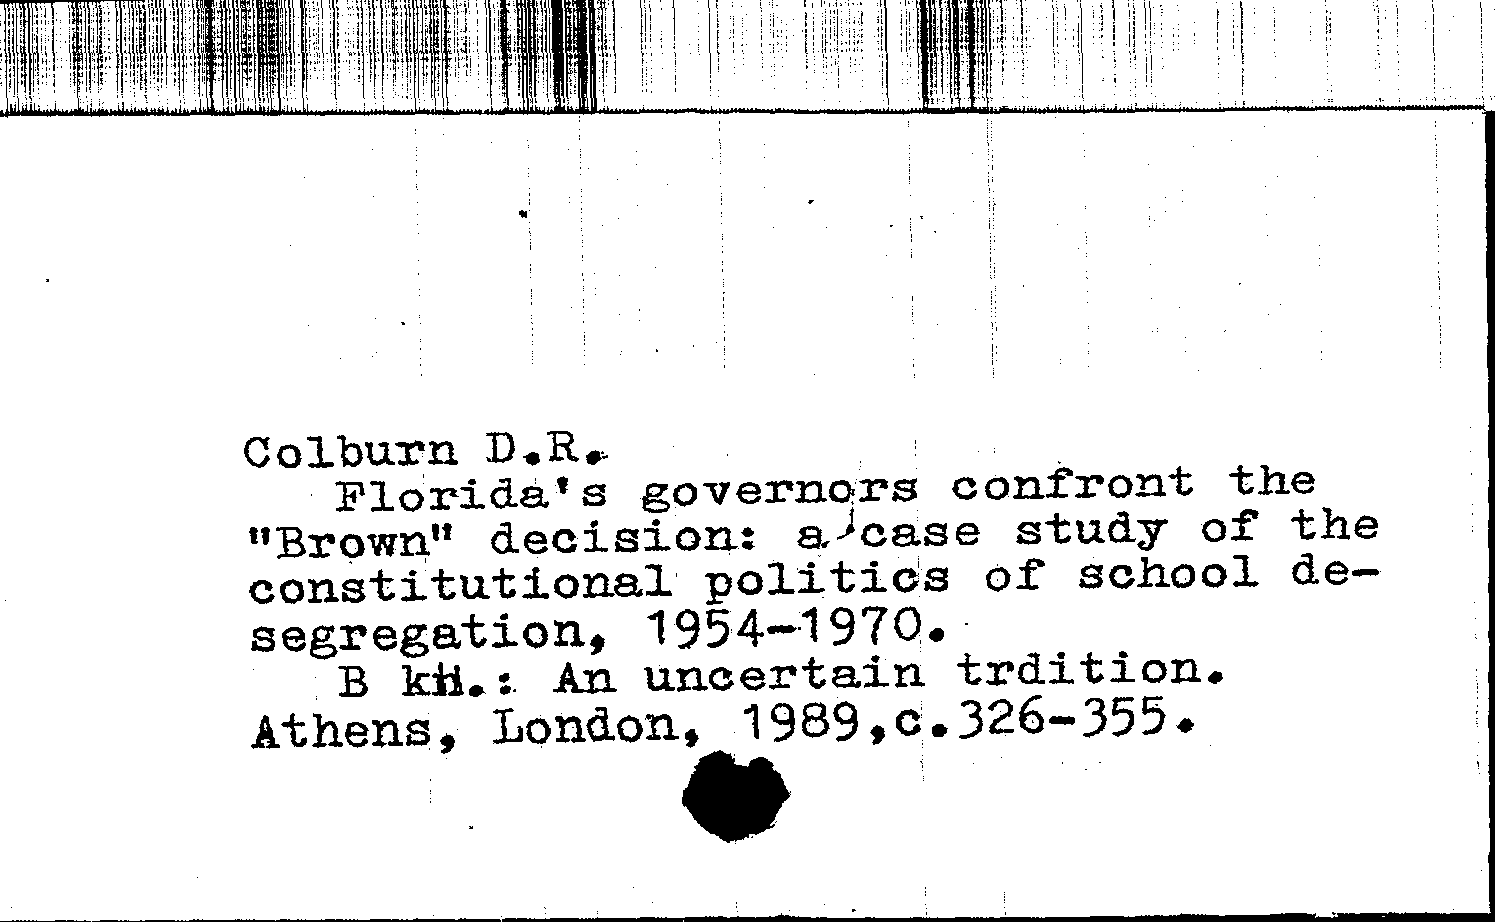 Colburn D.R.
Florida's governors confront the
"Brown" decision: a case study of the
constitutional politics of school de-
segregation, 1954-1970.
В кн.: An uncertain trdition.
Athens, London, 1989,c.326-355.